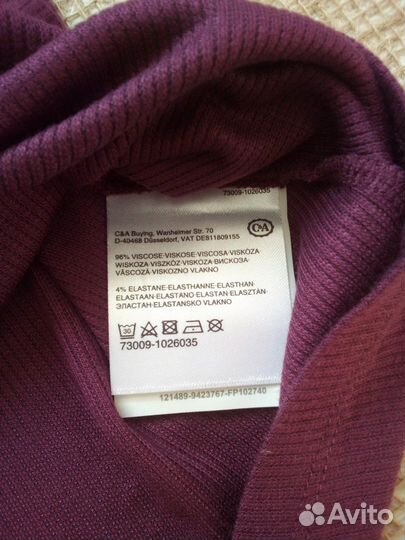 73009-1026035
C&A Buying, Wanheimer Str. 70
D-40468 Düsseldorf, VAT DE811809155
C&A
96% VISCOSE·VISKOSE·VISCOSA·VISKÓZA
WISKOZA·VISZKÓZ·VISKOZA·ВИСКОЗА
VÂSCOZĂ VISKOZNO VLAKNO
4% ELASTANE·ELASTHANNE·ELASTHAN
ELASTAAN·ELASTANO·ELASTAN·ELASZTÁN
ЭЛАСТАН·ELASTANSKO VLAKNO
30
73009-1026035
121489-9423767-FP102740
Avito